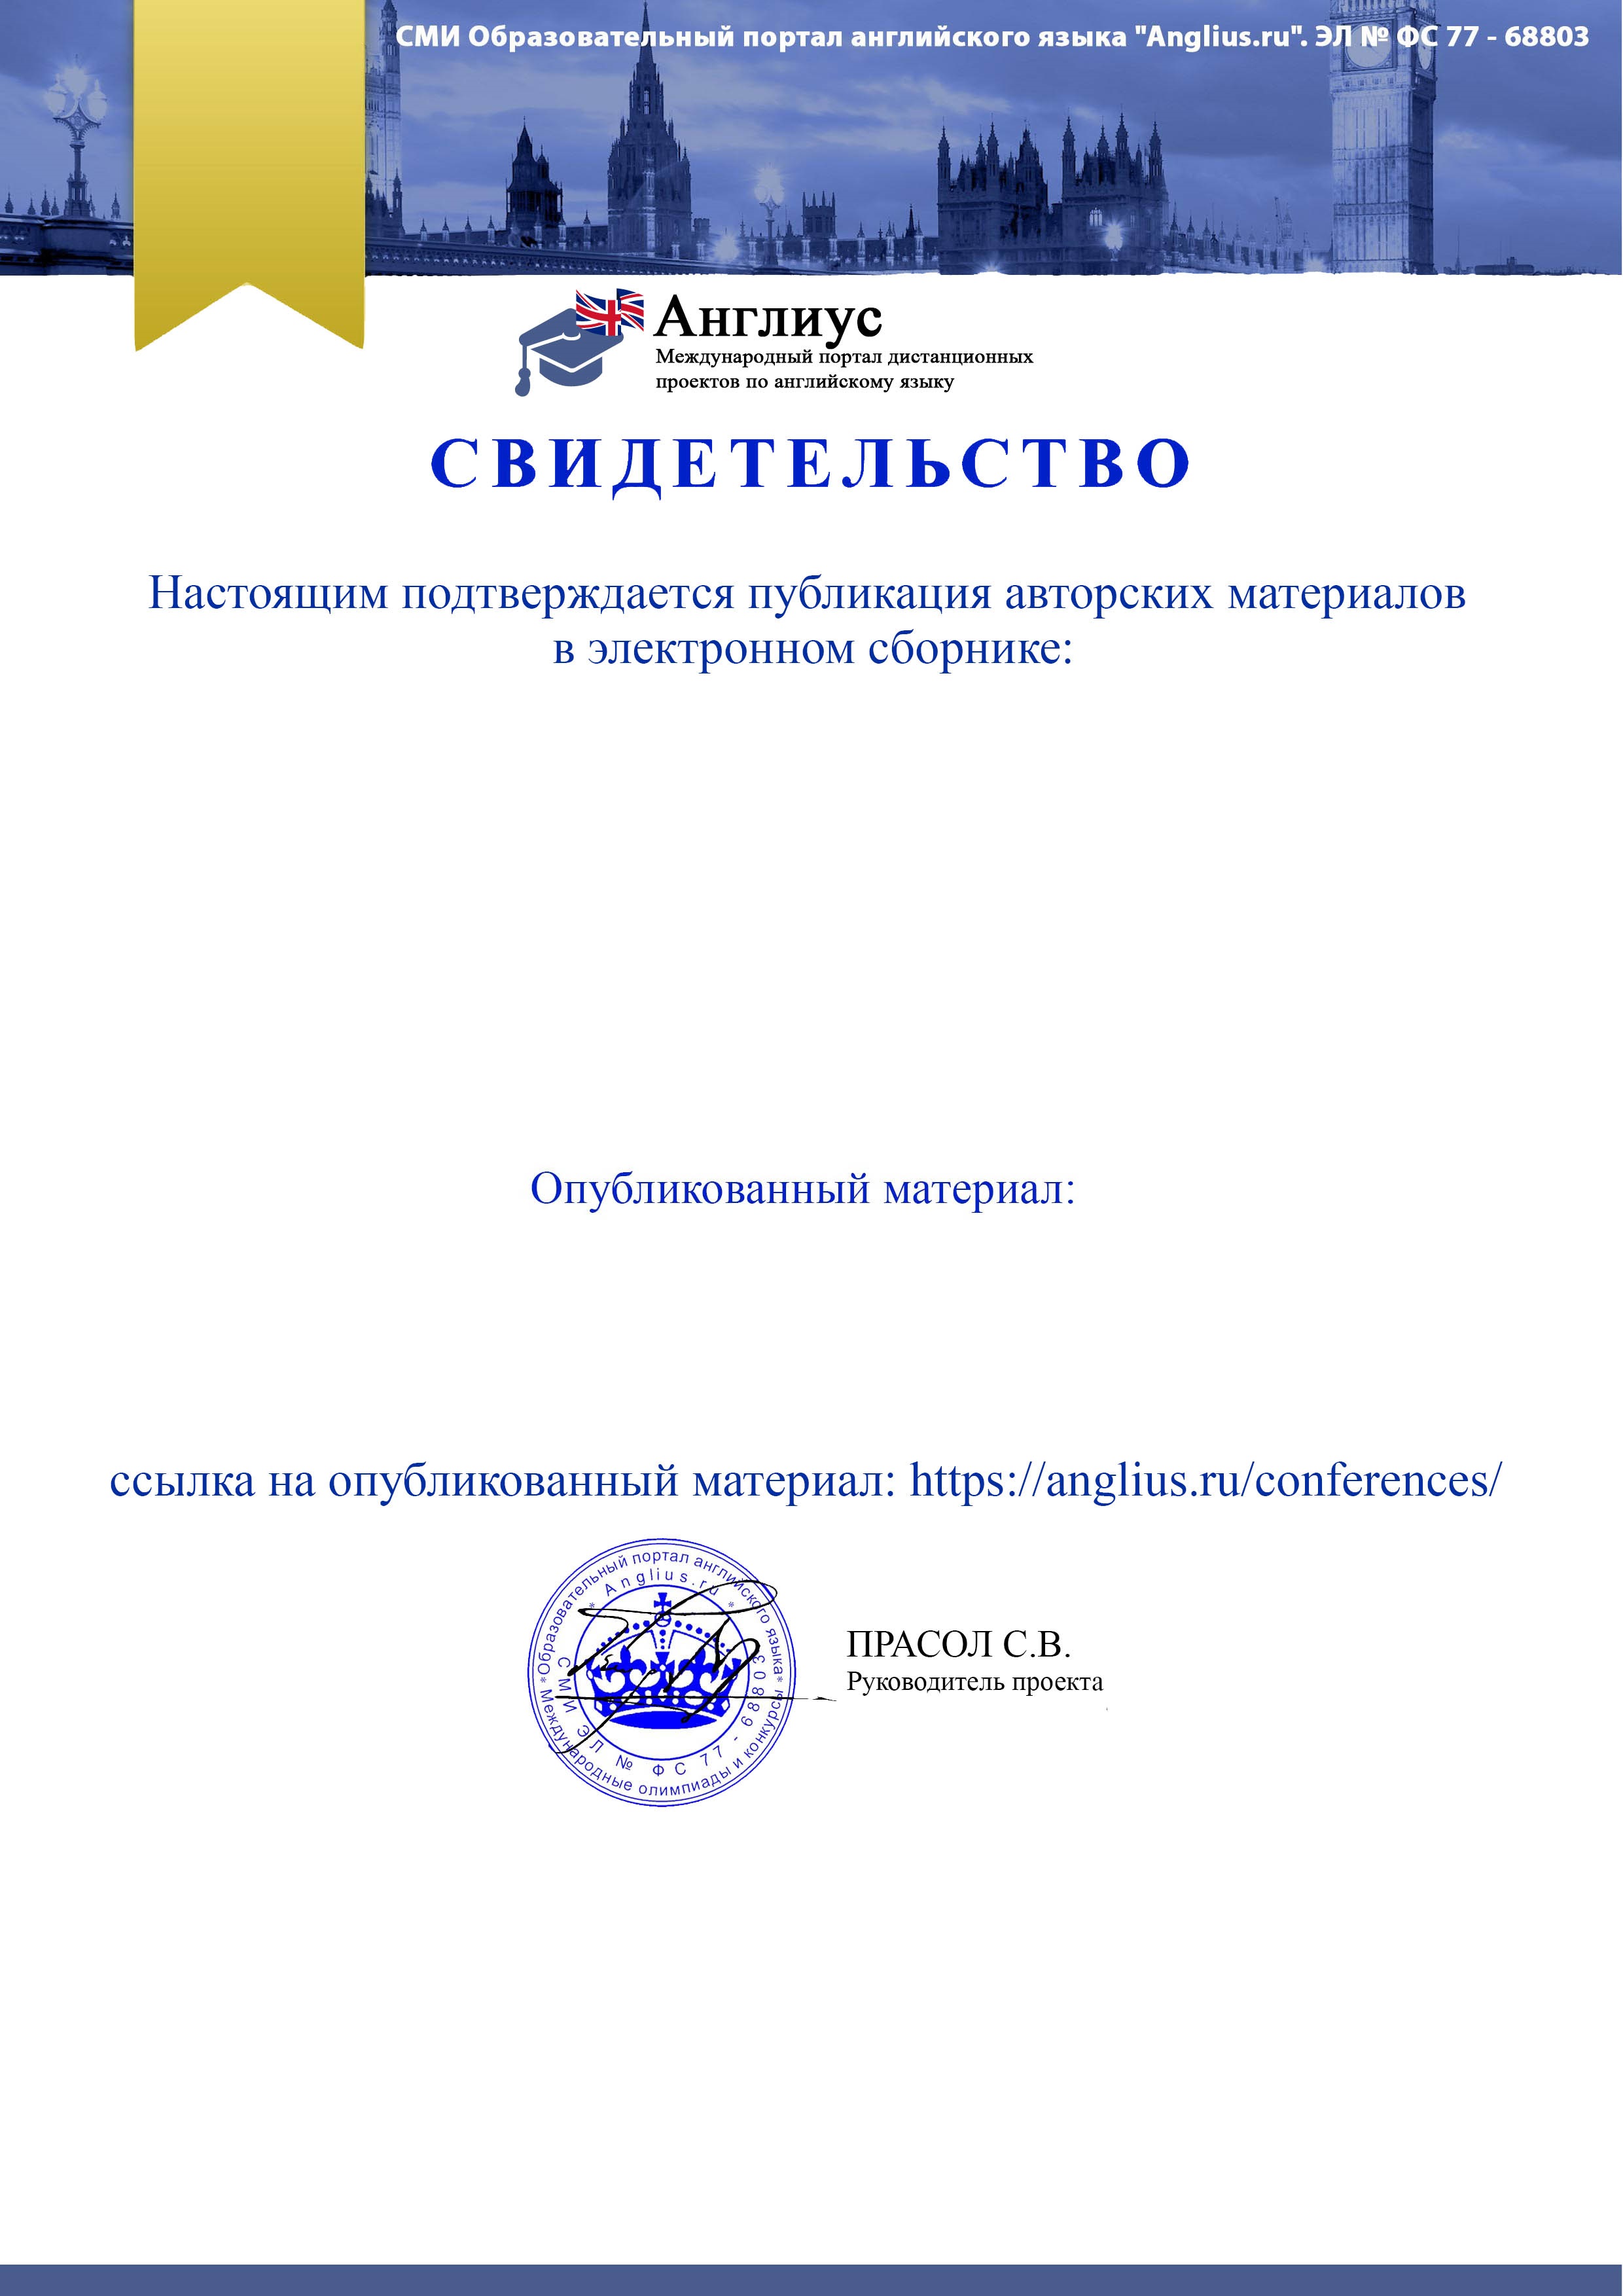 СМИ Образовательный портал английского языка "Anglius.ru". ЭЛ № ФС 77 - 68803
Англиус
Международный портал дистанционных
проектов по английскому языку
СВИДЕТЕЛЬСТВО
Настоящим подтверждается публикация авторских материалов
в электронном сборнике:
Опубликованный материал:
ссылка на опубликованный материал: https://anglius.ru/conferences/
*Образовательный портал английского языка*
* Anglius.ru *
ПРАСОЛ С.В.
Руководитель проекта
СМИ ЭЛ № ФС 77 - 68803
Международные олимпиады и конкурсы